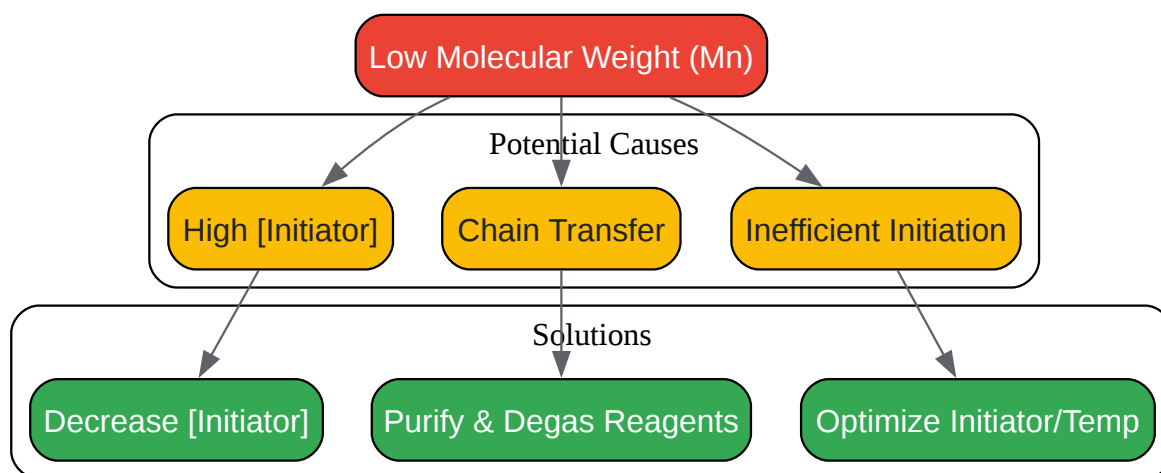 Low Molecular Weight (Mn)
Potential Causes
High [Initiator]
Chain Transfer
Inefficient Initiation
Solutions
Decrease [Initiator]
Purify & Degas Reagents
Optimize Initiator/Temp